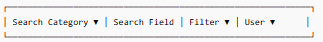 Search Category ▼ | Search Field | Filter ▼ | User ▼